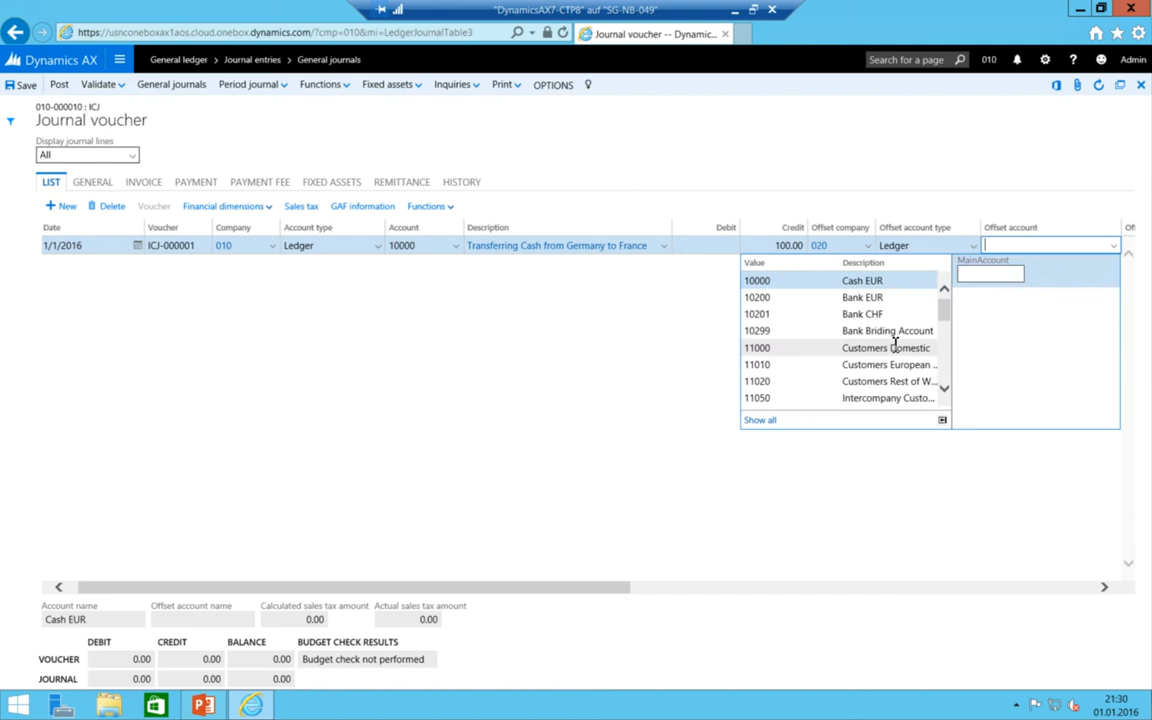 "DynamicsAX7-CTP8" auf "SG-NB-049"
https://usnconeboxax1aos.cloud.onebox.dynamics.com/?cmp=010&mi=LedgerJournalTable3
Journal voucher -- Dynamic...
Dynamics AX
General ledger > Journal entries > General journals
Search for a page
010
Admin
Save Post Validate General journals Period journal Functions Fixed assets Inquiries Print OPTIONS
010-000010 : ICJ
Journal voucher
Display journal lines
All
LIST GENERAL INVOICE PAYMENT PAYMENT FEE FIXED ASSETS REMITTANCE HISTORY
+ New Delete Voucher Financial dimensions Sales tax GAF information Functions
Date Voucher Company Account type Account Description Debit Credit Offset company Offset account type Offset account
1/1/2016 ICJ-000001 010 Ledger 10000 Transferring Cash from Germany to France 100.00 020 Ledger
Value Description MainAccount
10000 Cash EUR
10200 Bank EUR
10201 Bank CHF
10299 Bank Briding Account
11000 Customers Domestic
11010 Customers European ..
11020 Customers Rest of W...
11050 Intercompany Custo...
Show all
Account name Offset account name Calculated sales tax amount Actual sales tax amount
Cash EUR 0.00 0.00
DEBIT CREDIT BALANCE BUDGET CHECK RESULTS
VOUCHER 0.00 0.00 0.00 Budget check not performed
JOURNAL 0.00 0.00 0.00
21:30
01.01.2016